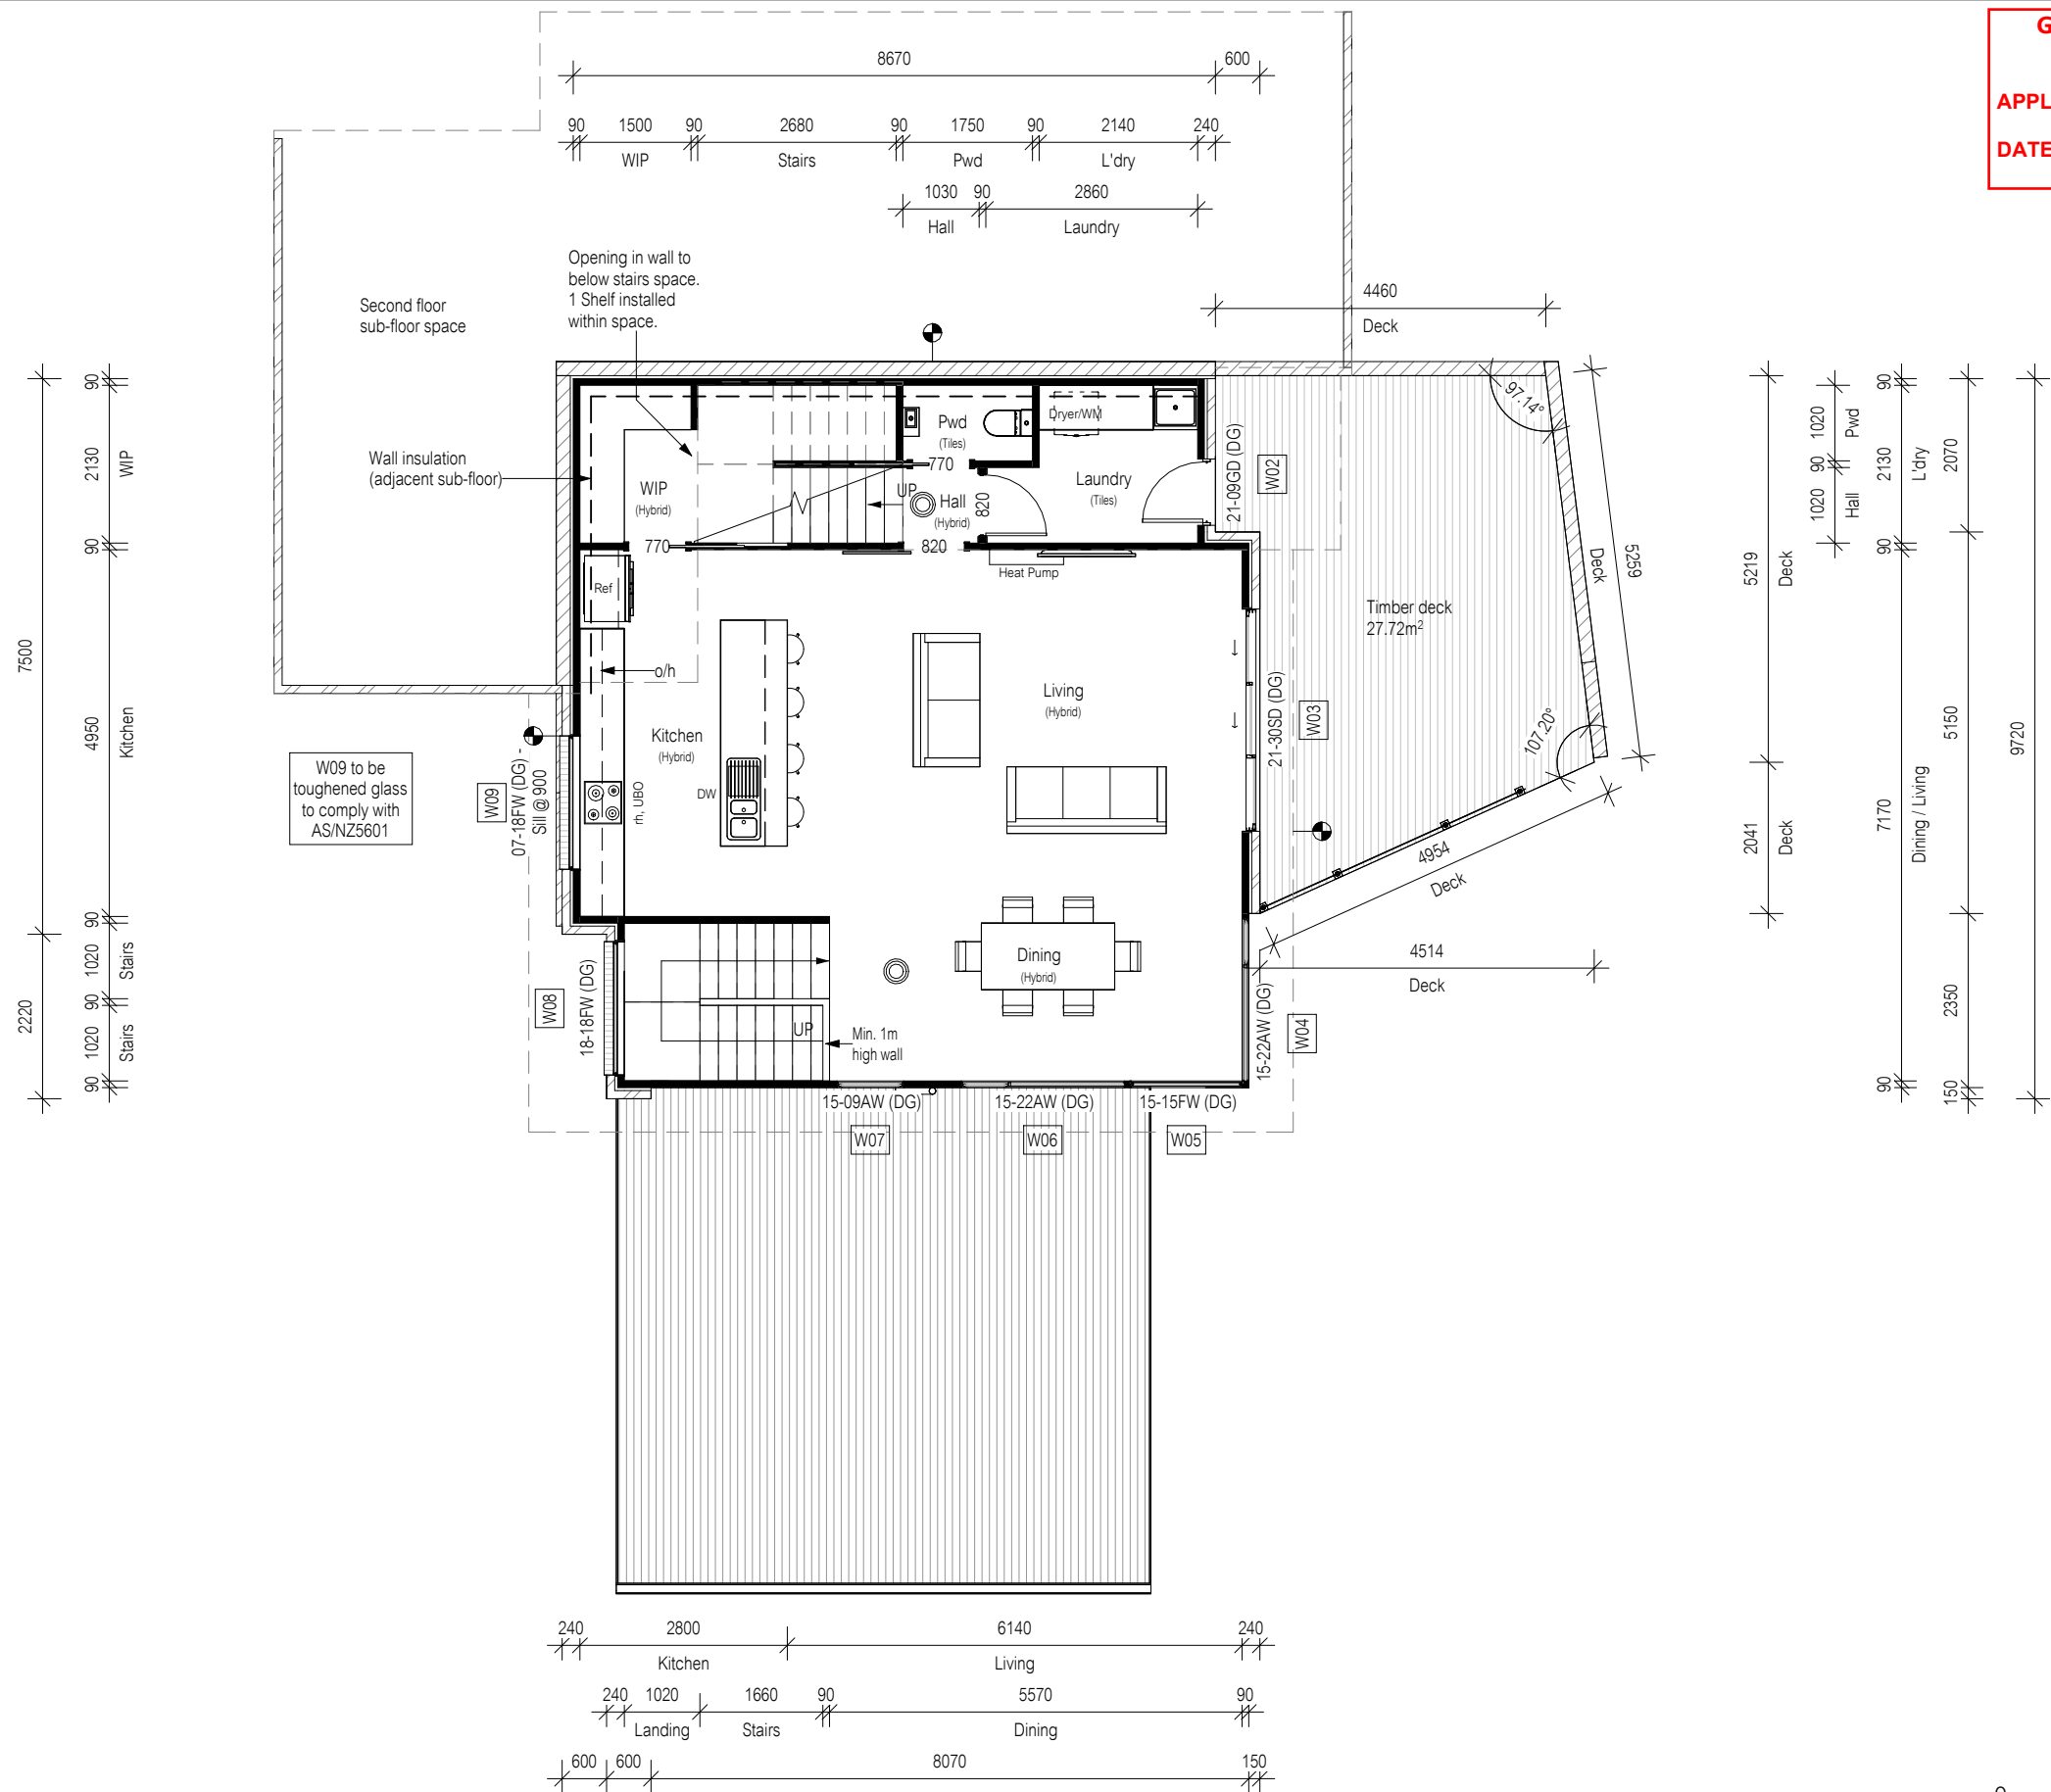 G
APPL
DATE
8670
600
90
1500
90
2680
90
1750
90
2140
240
WIP
Stairs
Pwd
L'dry
1030
90
2860
Hall
Laundry
Opening in wall to
below stairs space.
1 Shelf installed
within space.
Second floor
sub-floor space
4460
Deck
97.14°
Wall insulation
(adjacent sub-floor)
WIP
(Hybrid)
Pwd
(Tiles)
770
Dryer/WM
UP
Hall
(Hybrid)
820
Laundry
(Tiles)
21-09GD (DG)
W02
770
820
Heat Pump
Ref
o/h
Kitchen
(Hybrid)
Living
(Hybrid)
DW
rh, UBO
21-30SD (DG)
W03
Timber deck
27.72m²
Deck
5259
107.20°
4954
Deck
W09 to be
toughened glass
to comply with
AS/NZ5601
W09
07-18FW (DG) -
Sill @ 900
W08
18-18FW (DG)
UP
Min. 1m
high wall
Dining
(Hybrid)
4514
Deck
15-22AW (DG)
W04
15-09AW (DG)
15-22AW (DG)
15-15FW (DG)
W07
W06
W05
7500
2220
90
2130
WIP
90
4950
Kitchen
90
1020
Stairs
90
1020
Stairs
90
5219
Deck
2041
Deck
1020
Pwd
90
1020
Hall
90
2130
L'dry
90
7170
Dining / Living
90
2070
5150
2350
150
9720
240
2800
6140
240
Kitchen
Living
240
1020
1660
90
5570
90
Landing
Stairs
Dining
600
600
8070
150